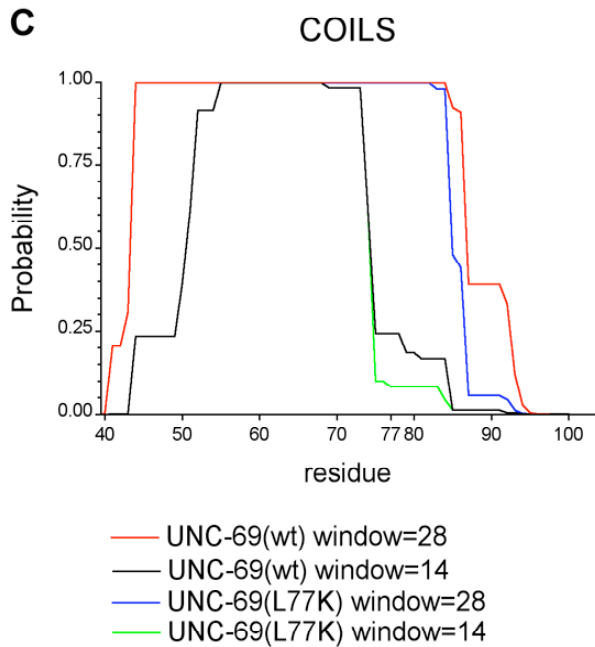 C
COILS
Probability
1.00
0.75
0.50
0.25
0.00
40 50 60 70 77 80 90 100
residue
UNC-69(wt) window=28
UNC-69(wt) window=14
UNC-69(L77K) window=28
UNC-69(L77K) window=14